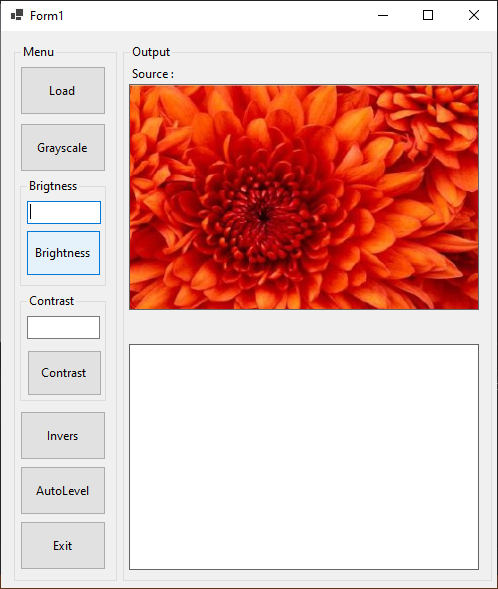 Form1
Menu
Load
Grayscale
Brigtness
Brightness
Contrast
Contrast
Invers
AutoLevel
Exit
Output
Source :